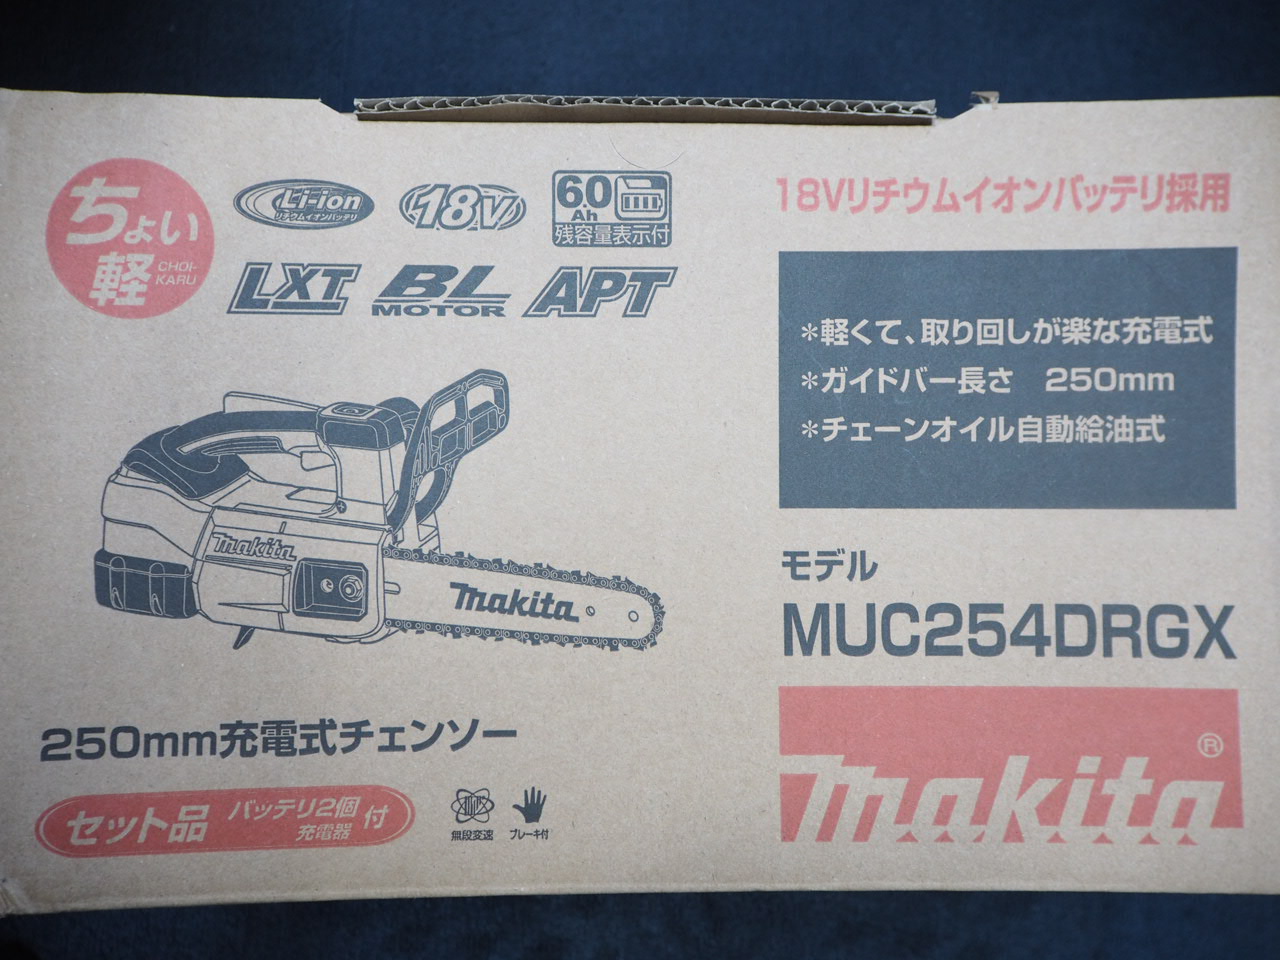 ちょい
軽
CHOI-
KARU
Li-ion
リチウムイオンバッテリ
18V
6.0
Ah
残容量表示付
LXT
BL
MOTOR
APT
makita
makita
250mm充電式チェンソー
セット品
バッテリ2個
充電器
付
無段変速
ブレーキ付
18Vリチウムイオンバッテリ採用
*軽くて、取り回しが楽な充電式
*ガイドバー長さ 250mm
*チェーンオイル自動給油式
モデル
MUC254DRGX
makita®